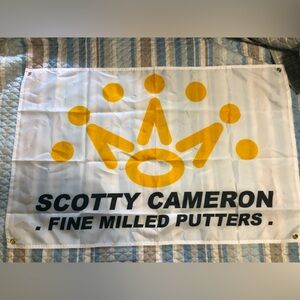 SCOTTY CAMERON
. FINE MILLED PUTTERS .